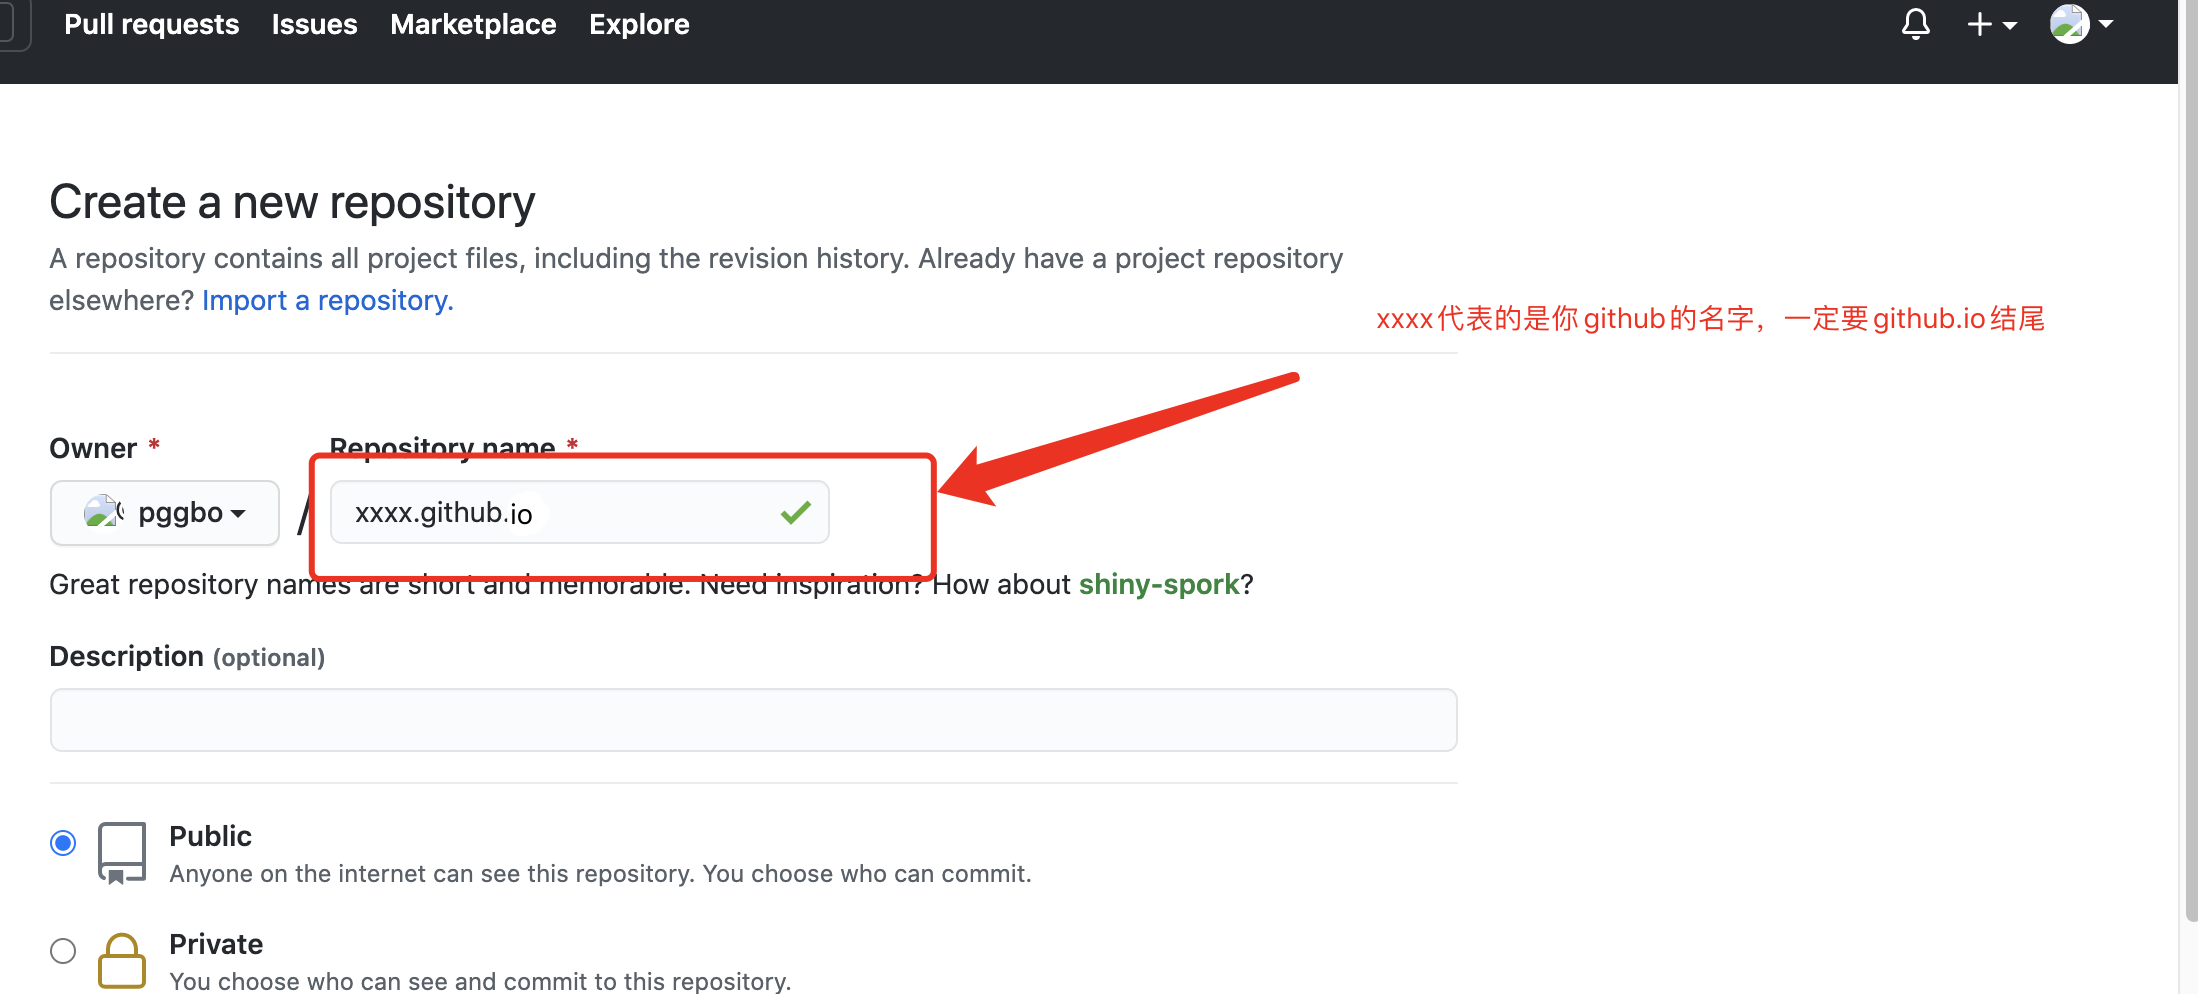 Pull requests Issues Marketplace Explore
Create a new repository
A repository contains all project files, including the revision history. Already have a project repository
elsewhere? Import a repository.
xxxx代表的是你github的名字，一定要github.io结尾
Owner * Repository name *
pggbo / xxxx.github.io
Great repository names are short and memorable. Need inspiration? How about shiny-spork?
Description (optional)
Public
Anyone on the internet can see this repository. You choose who can commit.
Private
You choose who can see and commit to this repository.